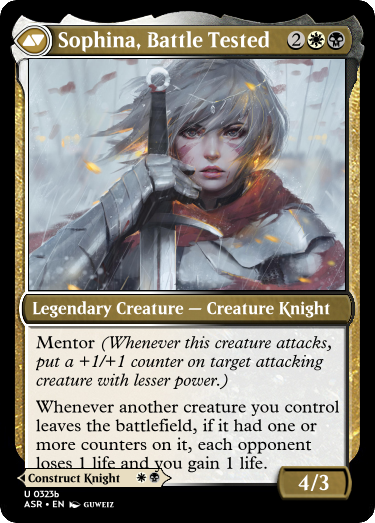 Sophina, Battle Tested 2
Legendary Creature — Creature Knight
Mentor (Whenever this creature attacks,
put a +1/+1 counter on target attacking
creature with lesser power.)
Whenever another creature you control
leaves the battlefield, if it had one or
more counters on it, each opponent
loses 1 life and you gain 1 life.
Construct Knight
4/3
U 0323b
ASR • EN GUWEIZ